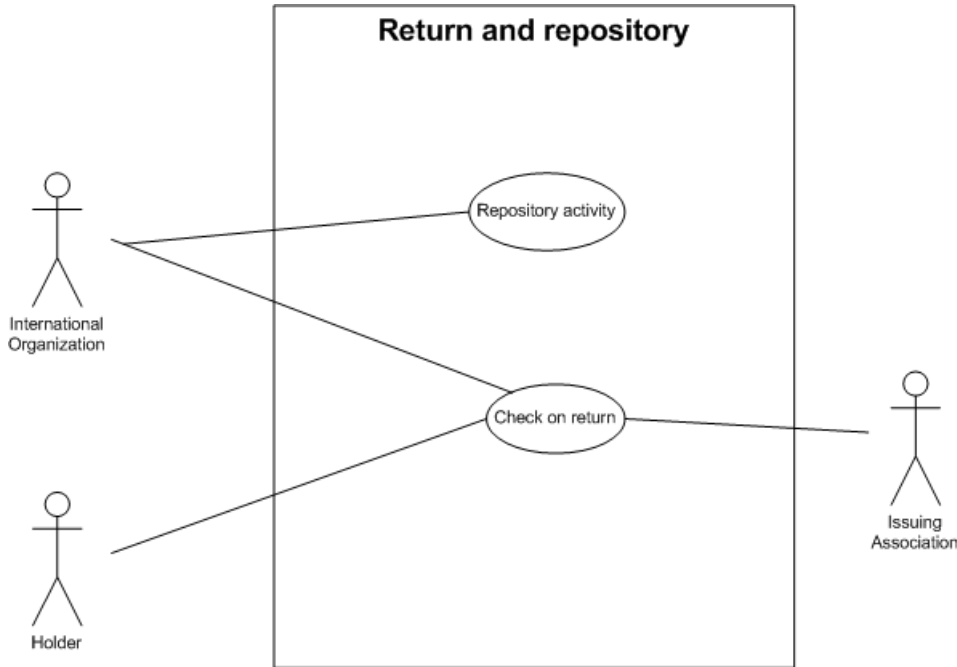 Return and repository
Repository activity
International
Organization
Check on return
Issuing
Association
Holder